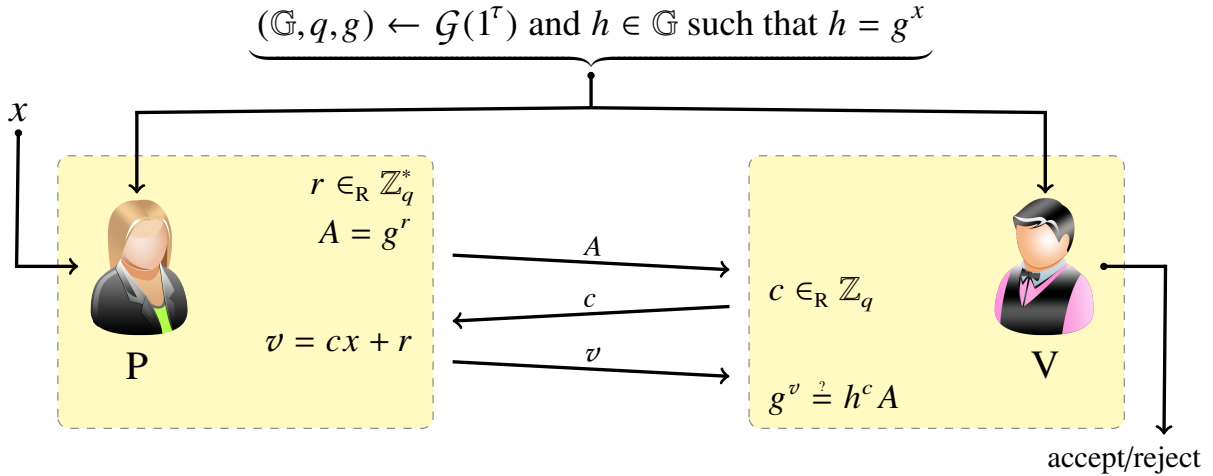 (𝔾, q, g) ← 𝒢(1^τ) and h ∈ 𝔾 such that h = g^x
x
r ∈_R ℤ_q^*
A = g^r
A
c
c ∈_R ℤ_q
v = cx + r
v
P
V
g^v ≟ h^c A
accept/reject